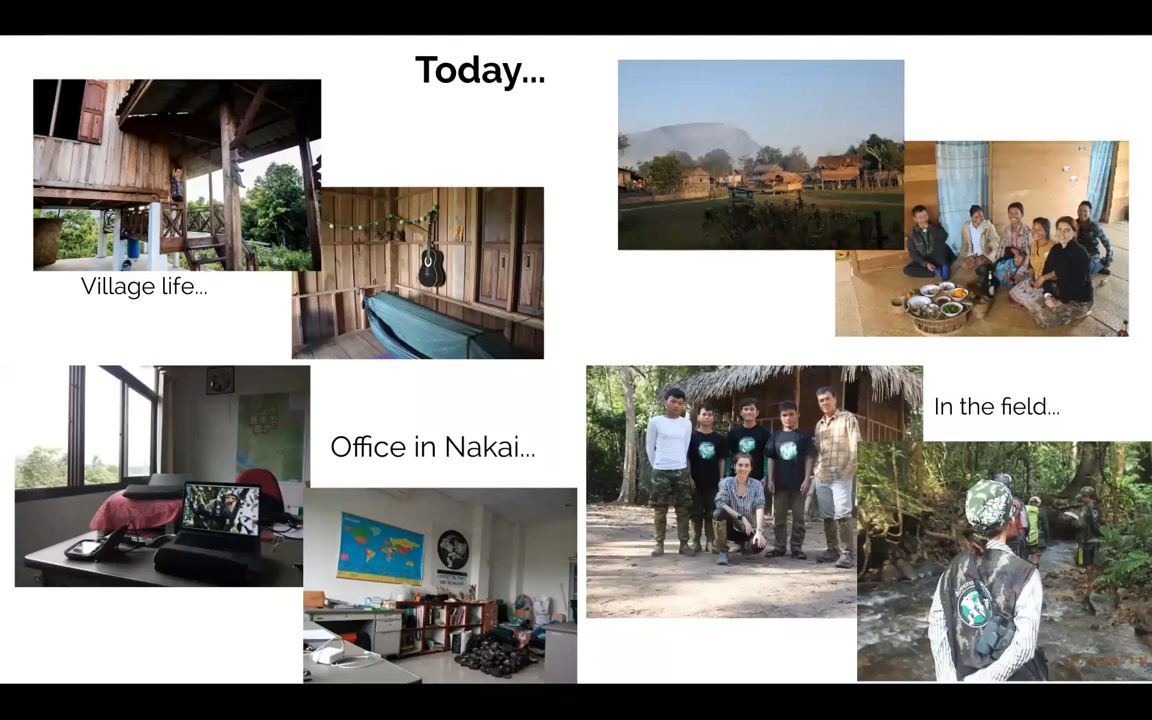 Today...
Village life...
In the field...
Office in Nakai...